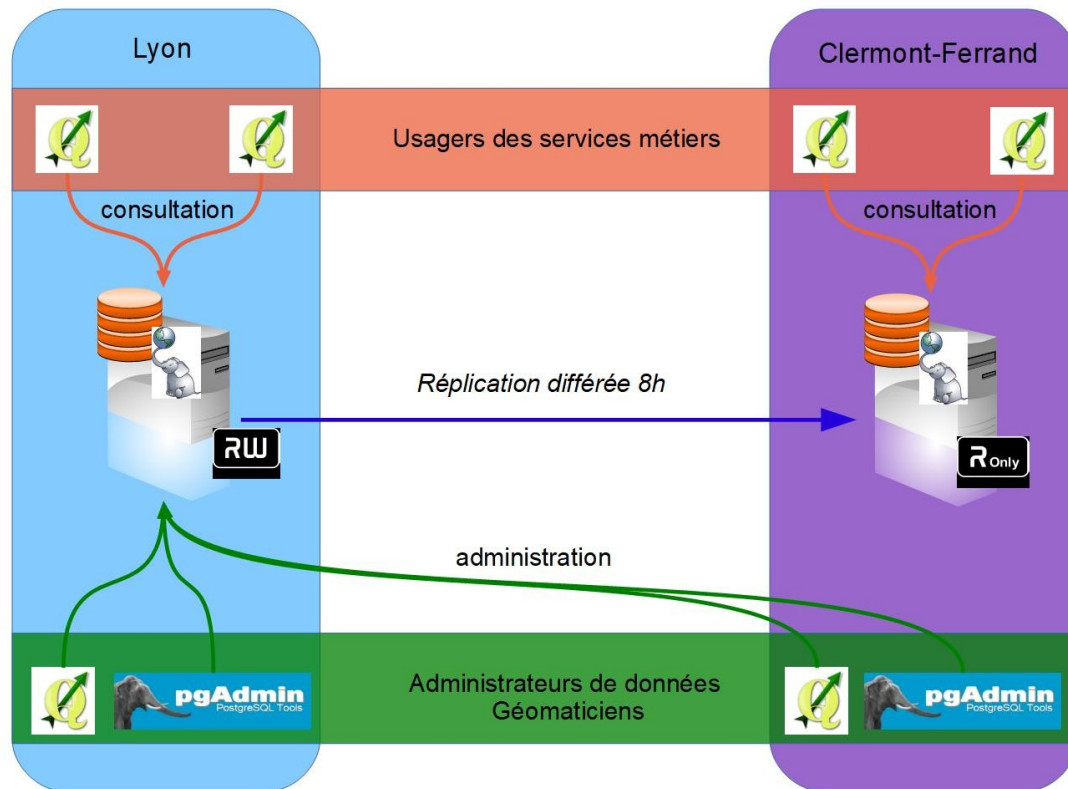 Lyon
Clermont-Ferrand
Usagers des services métiers
consultation
consultation
Réplication différée 8h
RW
R Only
administration
pgAdmin
PostgreSQL Tools
Administrateurs de données
Géomaticiens
pgAdmin
PostgreSQL Tools